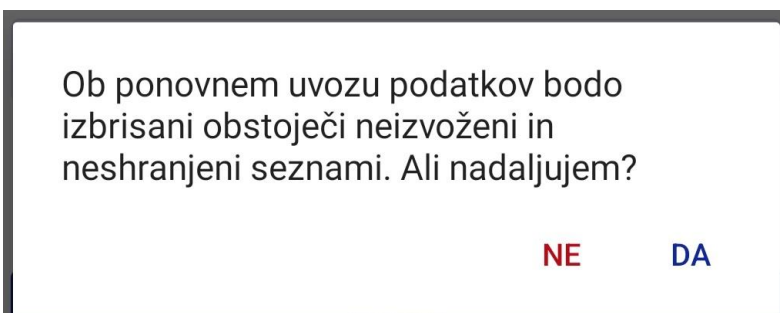 Ob ponovnem uvozu podatkov bodo
izbrisani obstoječi neizvoženi in
neshranjeni seznami. Ali nadaljujem?
NE DA